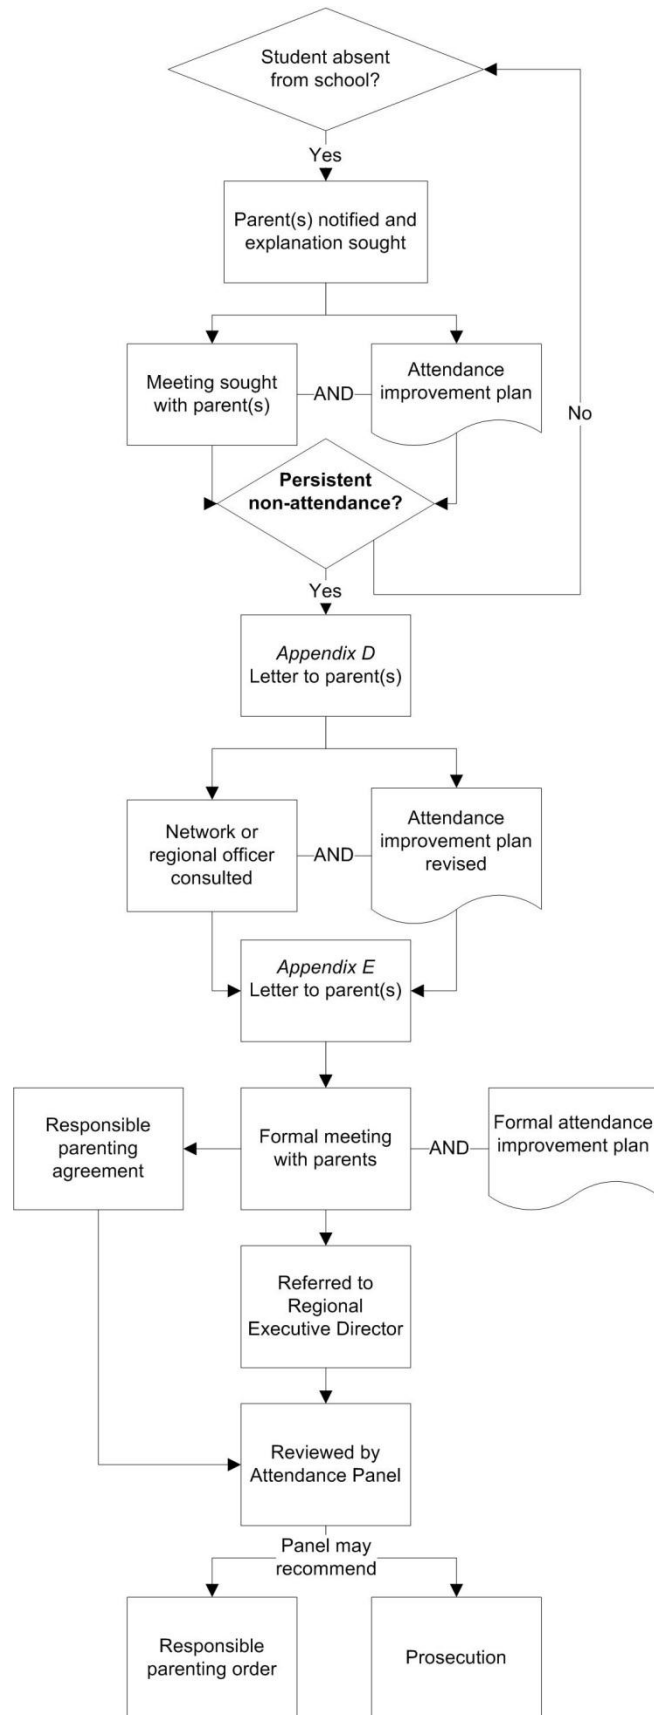 Student absent
from school?
Yes
Parent(s) notified and
explanation sought
Meeting sought
with parent(s)
AND
Attendance
improvement plan
No
Persistent
non-attendance?
Yes
Appendix D
Letter to parent(s)
Network or
regional officer
consulted
AND
Attendance
improvement plan
revised
Appendix E
Letter to parent(s)
Responsible
parenting
agreement
Formal meeting
with parents
AND
Formal attendance
improvement plan
Referred to
Regional
Executive Director
Reviewed by
Attendance Panel
Panel may
recommend
Responsible
parenting order
Prosecution